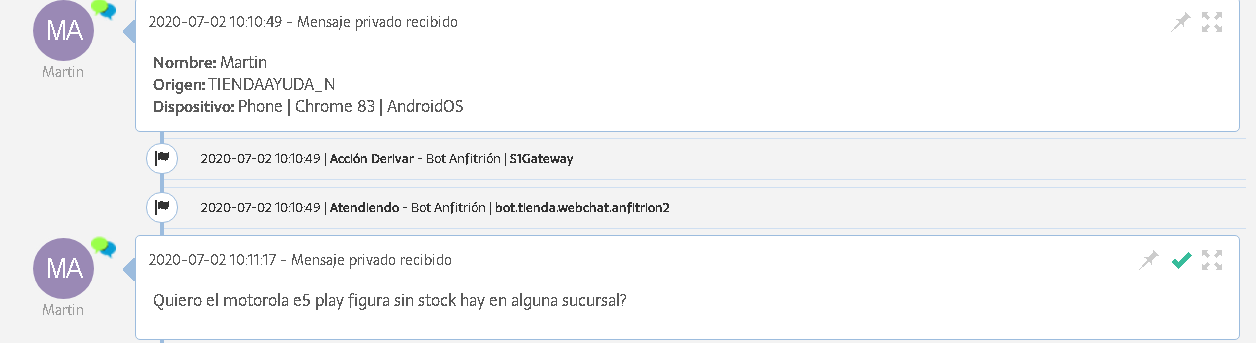 MA
Martin
2020-07-02 10:10:49 - Mensaje privado recibido
Nombre: Martin
Origen: TIENDAAYUDA_N
Dispositivo: Phone | Chrome 83 | AndroidOS
2020-07-02 10:10:49 | Acción Derivar - Bot Anfitrión | S1Gateway
2020-07-02 10:10:49 | Atendiendo - Bot Anfitrión | bot.tienda.webchat.anfitrion2
MA
Martin
2020-07-02 10:11:17 - Mensaje privado recibido
Quiero el motorola e5 play figura sin stock hay en alguna sucursal?